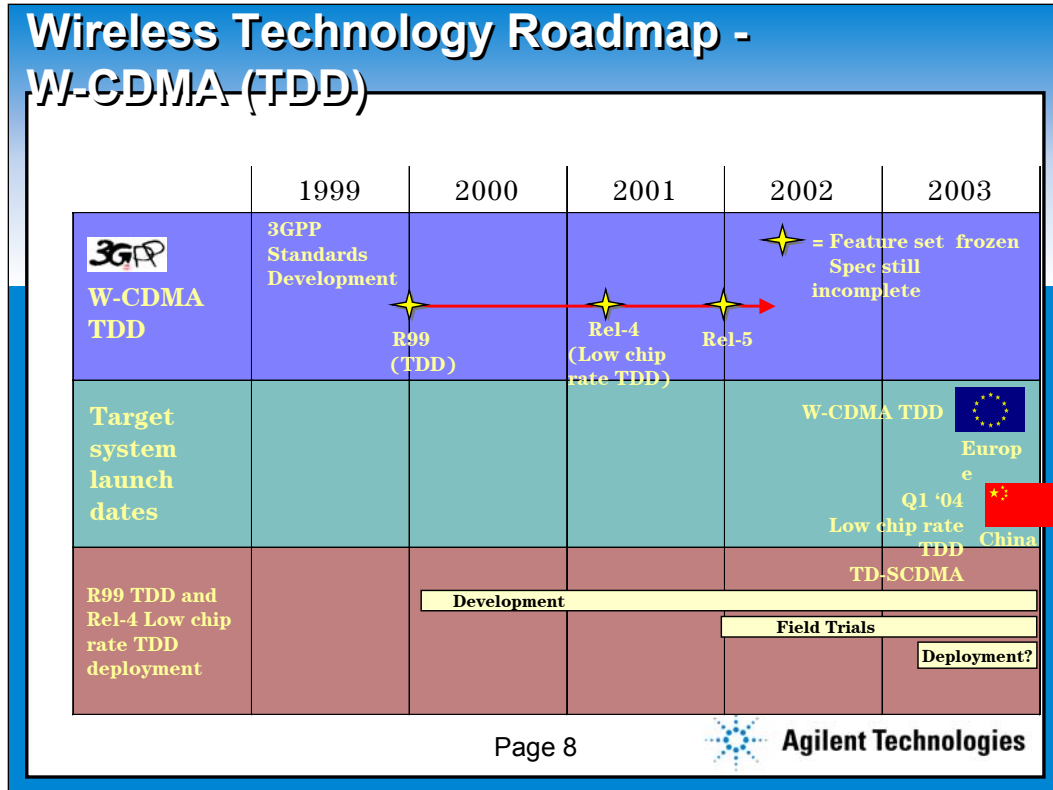 Wireless Technology Roadmap -
W-CDMA (TDD)
1999 2000 2001 2002 2003
3GPP
W-CDMA
TDD
3GPP
Standards
Development
R99
(TDD)
Rel-4
(Low chip
rate TDD)
Rel-5
= Feature set frozen
Spec still
incomplete
Target
system
launch
dates
W-CDMA TDD
Europ
e
Q1 ‘04
Low chip rate
TDD
TD-SCDMA
China
R99 TDD and
Rel-4 Low chip
rate TDD
deployment
Development
Field Trials
Deployment?
Page 8
Agilent Technologies